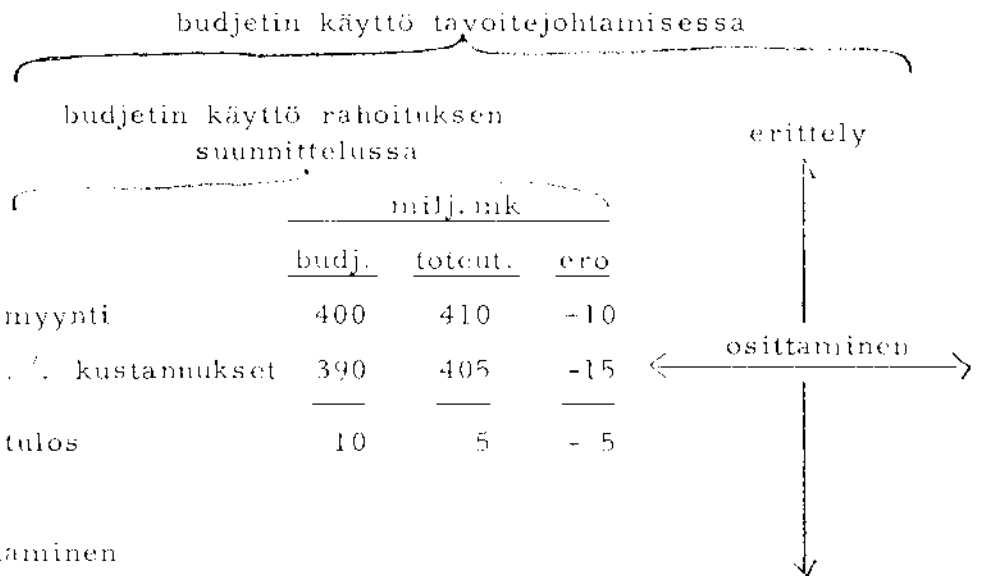 budjetin käyttö tavoitejohtamisessa
budjetin käyttö rahoituksen
suunnittelussa
erittely
milj. mk
budj. toteut. ero
myynti 400 410 -10
. /. kustannukset 390 405 -15
osittaminen
tulos 10 5 - 5
aminen